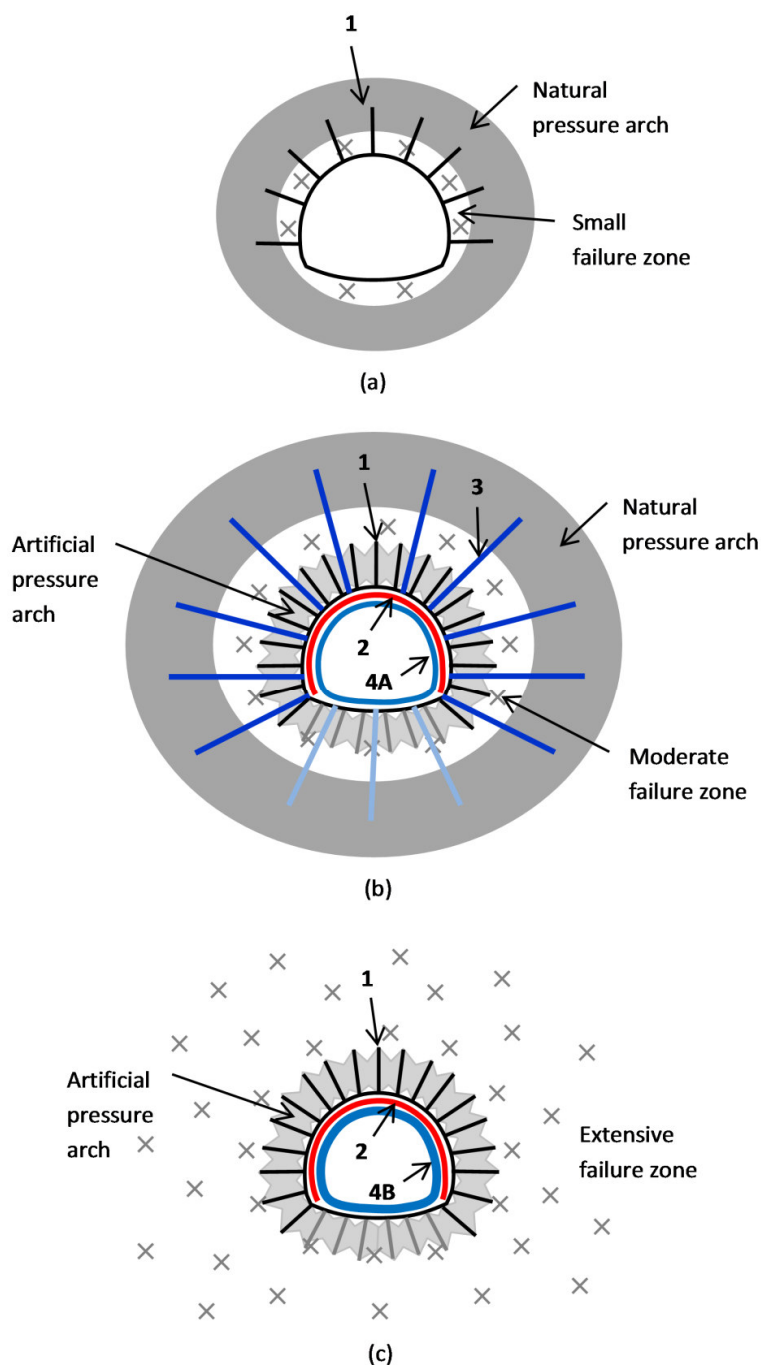 1
Natural
pressure arch
Small
failure zone
(a)
1
3
Natural
pressure arch
Artificial
pressure
arch
2
4A
Moderate
failure zone
(b)
1
Artificial
pressure
arch
2
4B
Extensive
failure zone
(c)